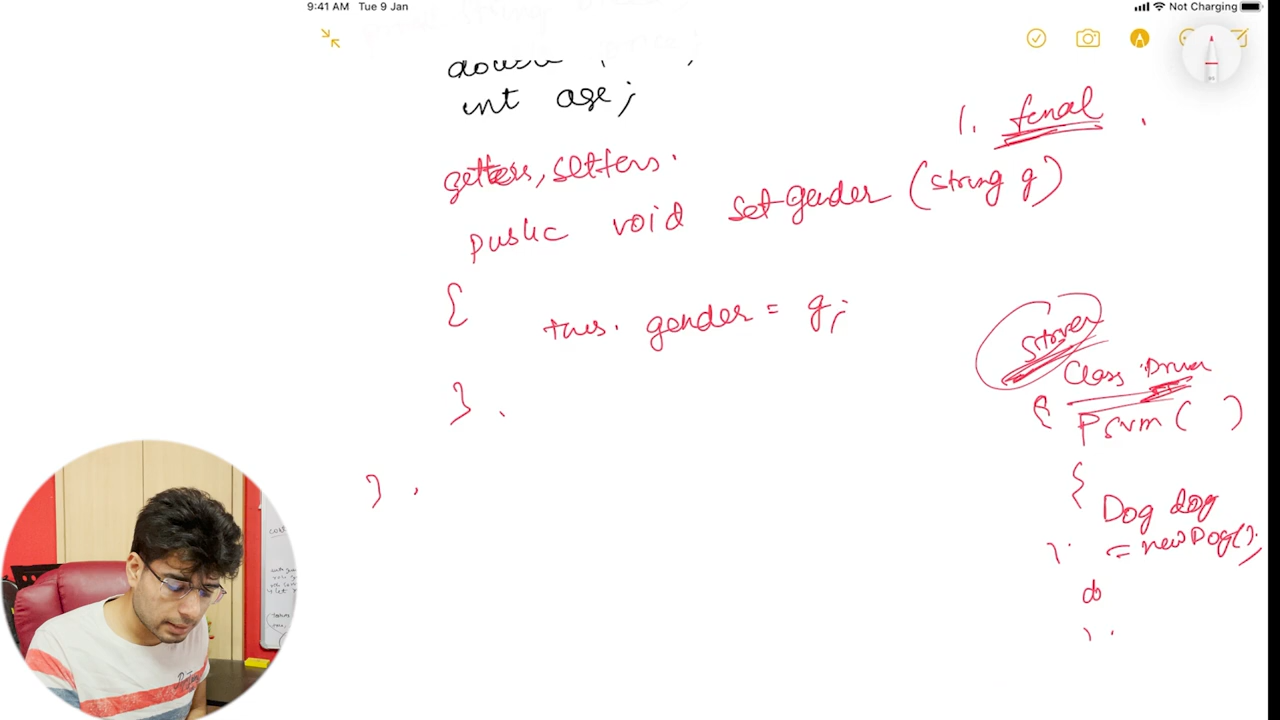 9:41 AM Tue 9 Jan
Not Charging
int age;
1. final .
getters, setters.
public void setGender (String g)
{
this. gender = g;
} .
} .
Class Driver
{ Psvm ( )
{
Dog dog
= new Dog();
} .
do
} .